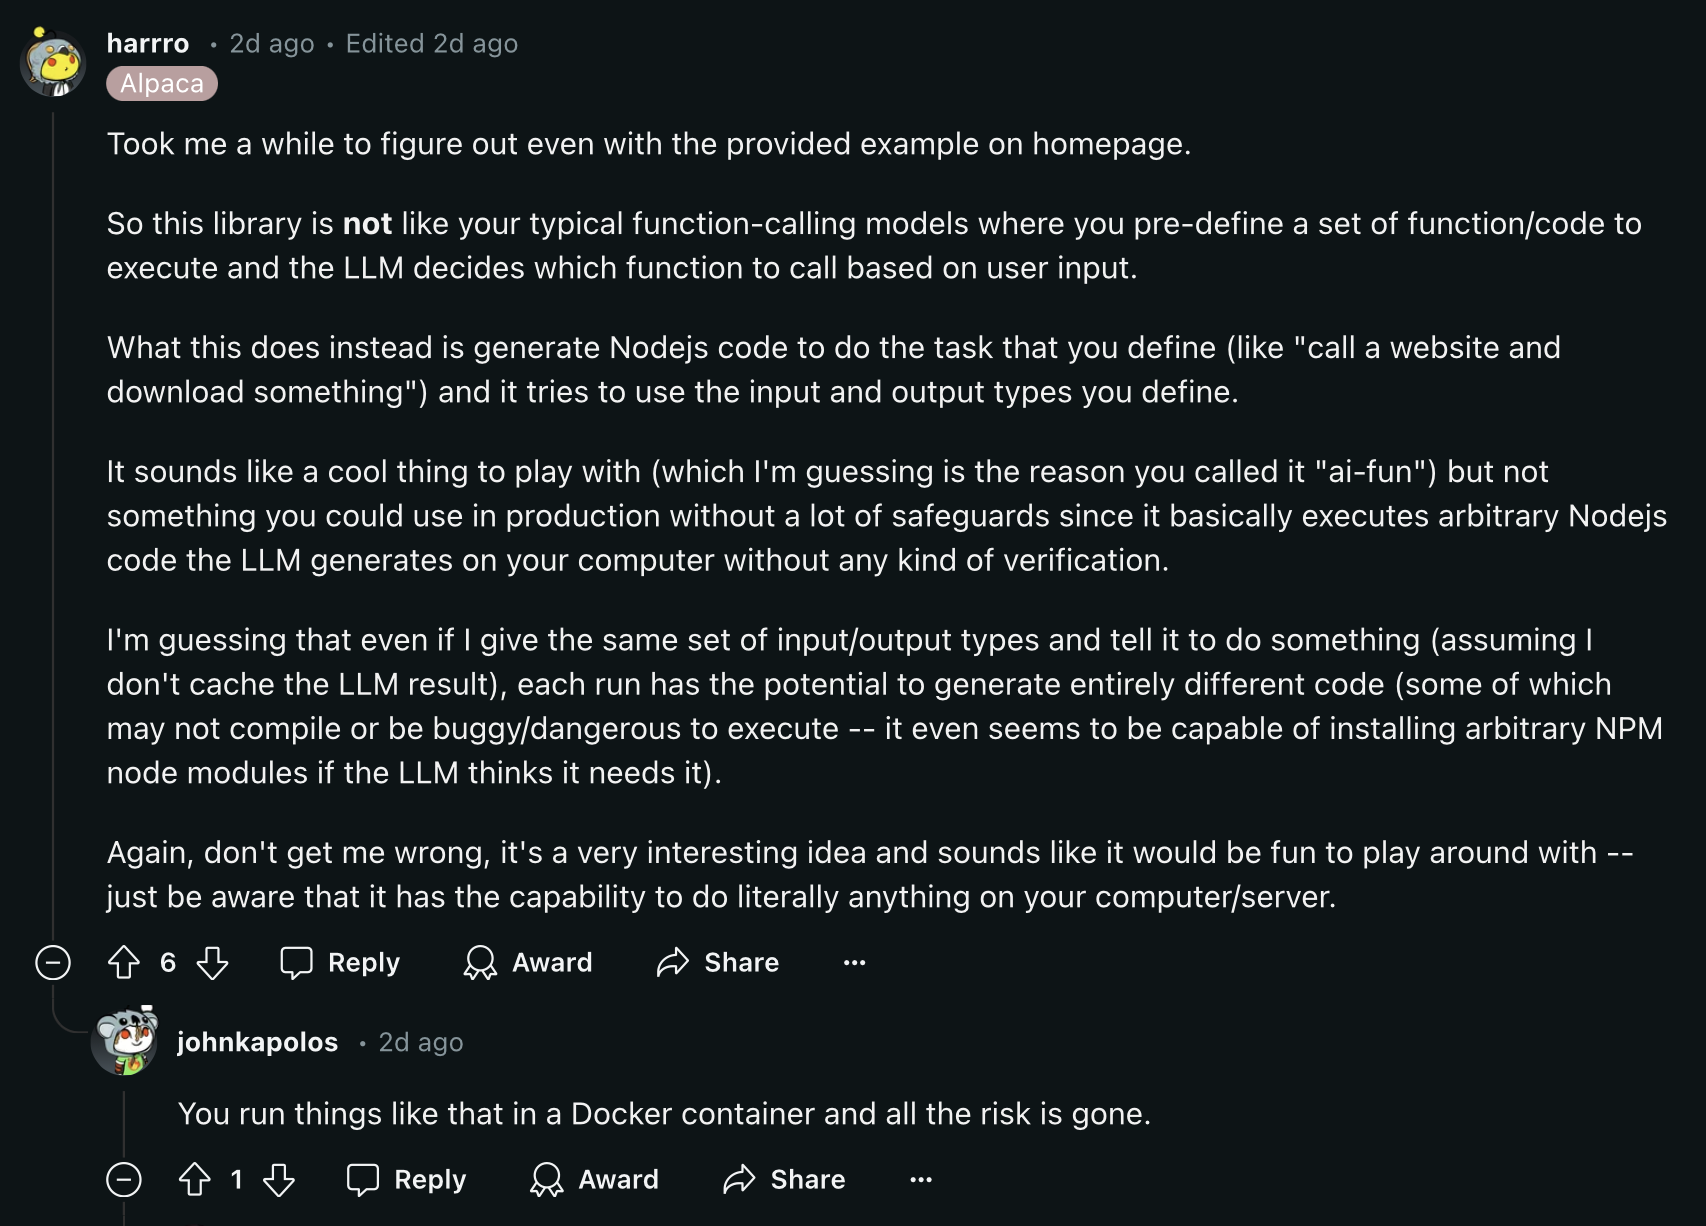 harrro • 2d ago • Edited 2d ago
Alpaca
Took me a while to figure out even with the provided example on homepage.
So this library is not like your typical function-calling models where you pre-define a set of function/code to
execute and the LLM decides which function to call based on user input.
What this does instead is generate Nodejs code to do the task that you define (like "call a website and
download something") and it tries to use the input and output types you define.
It sounds like a cool thing to play with (which I'm guessing is the reason you called it "ai-fun") but not
something you could use in production without a lot of safeguards since it basically executes arbitrary Nodejs
code the LLM generates on your computer without any kind of verification.
I'm guessing that even if I give the same set of input/output types and tell it to do something (assuming I
don't cache the LLM result), each run has the potential to generate entirely different code (some of which
may not compile or be buggy/dangerous to execute -- it even seems to be capable of installing arbitrary NPM
node modules if the LLM thinks it needs it).
Again, don't get me wrong, it's a very interesting idea and sounds like it would be fun to play around with --
just be aware that it has the capability to do literally anything on your computer/server.
6 Reply Award Share ...
johnkapolos • 2d ago
You run things like that in a Docker container and all the risk is gone.
1 Reply Award Share ...